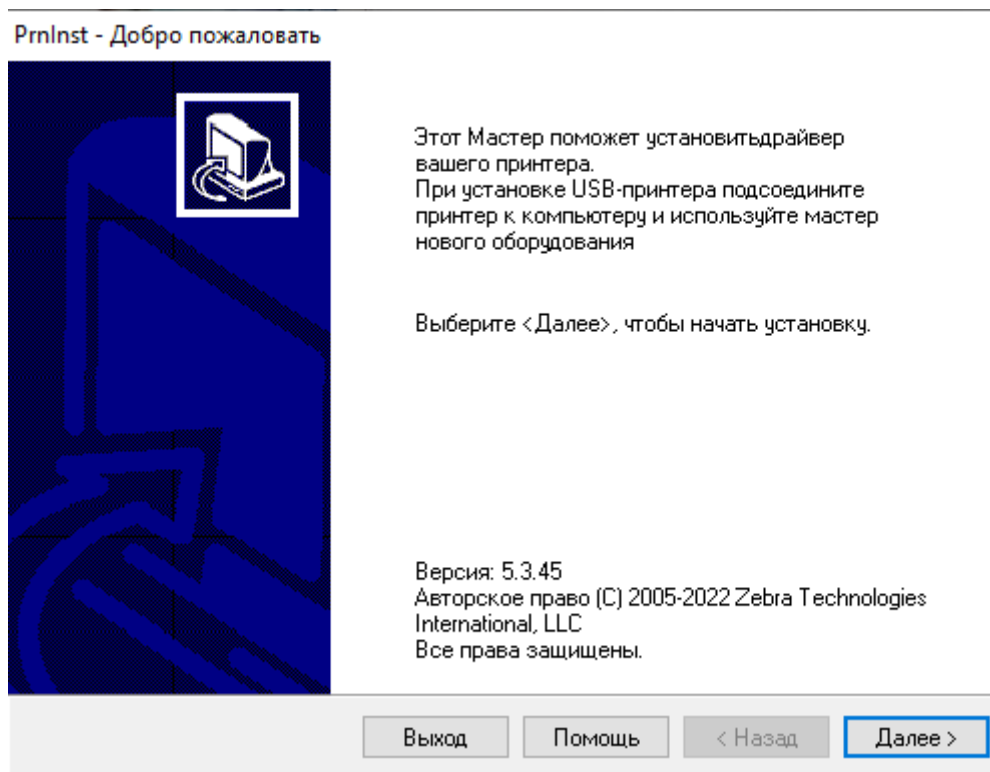 PrnInst - Добро пожаловать
Этот Мастер поможет установитьдрайвер
вашего принтера.
При установке USB-принтера подсоедините
принтер к компьютеру и используйте мастер
нового оборудования
Выберите <Далее>, чтобы начать установку.
Версия: 5.3.45
Авторское право (C) 2005-2022 Zebra Technologies
International, LLC
Все права защищены.
Выход Помощь < Назад Далее >